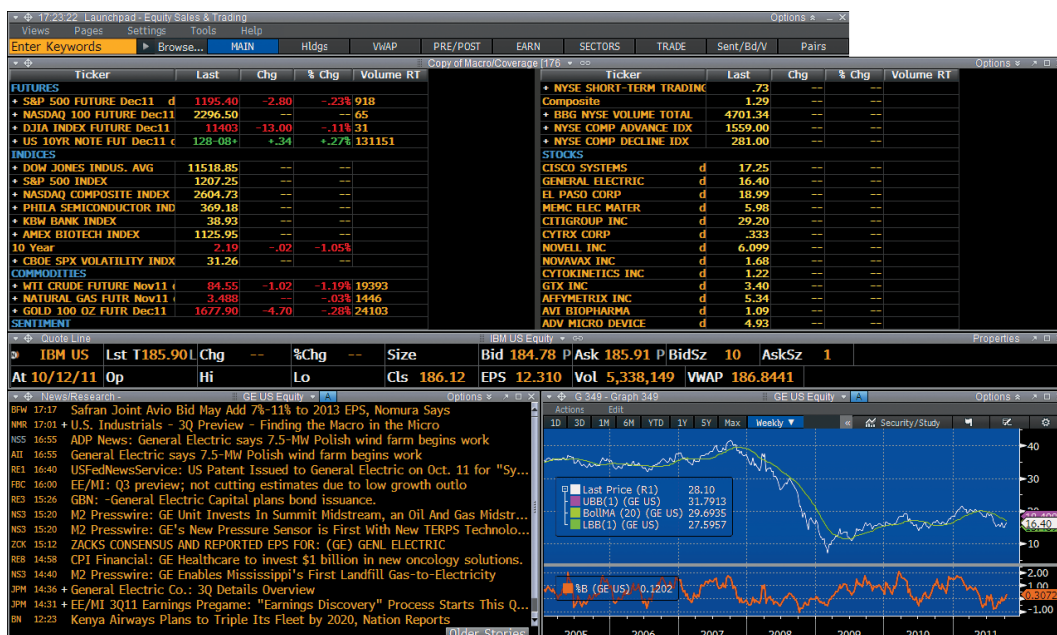 17:23:22 Launchpad - Equity Sales & Trading Options
Views Pages Settings Tools Help
Enter Keywords Browse... MAIN Hldgs VWAP PRE/POST EARN SECTORS TRADE Sent/Bd/V Pairs
Copy of Macro/Coverage 176 Options
Ticker Last Chg % Chg Volume RT
FUTURES
+ S&P 500 FUTURE Dec11 d 1195.40 -2.80 -.23% 918
+ NASDAQ 100 FUTURE Dec11 2296.50 -- -- 65
+ DJIA INDEX FUTURE Dec11 11403 -13.00 -.11% 31
+ US 10YR NOTE FUT Dec11 d 128-08+ +.34 +.27% 131151
INDICES
+ DOW JONES INDUS. AVG 11518.85 -- --
+ S&P 500 INDEX 1207.25 -- --
+ NASDAQ COMPOSITE INDEX 2604.73 -- --
+ PHILA SEMICONDUCTOR IND 369.18 -- --
+ KBW BANK INDEX 38.93 -- --
+ AMEX BIOTECH INDEX 1125.95 -- --
10 Year 2.19 -.02 -1.05%
+ CBOE SPX VOLATILITY INDX 31.26 -- --
COMMODITIES
+ WTI CRUDE FUTURE Nov11 84.55 -1.02 -1.19% 19393
+ NATURAL GAS FUTR Nov11 3.488 -- -.03% 1446
+ GOLD 100 OZ FUTR Dec11 1677.90 -4.70 -.28% 24103
SENTIMENT
Ticker Last Chg % Chg Volume RT
+ NYSE SHORT-TERM TRADING .73 -- --
Composite 1.29 -- --
+ BBG NYSE VOLUME TOTAL 4701.34 -- --
+ NYSE COMP ADVANCE IDX 1559.00 -- --
+ NYSE COMP DECLINE IDX 281.00 -- --
STOCKS
CISCO SYSTEMS d 17.25 -- --
GENERAL ELECTRIC d 16.40 -- --
EL PASO CORP d 18.99 -- --
MEMC ELEC MATER d 5.98 -- --
CITIGROUP INC d 29.20 -- --
CYTRX CORP d .333 -- --
NOVELL INC d 6.099 -- --
NOVAVAX INC d 1.68 -- --
CYTOKINETICS INC d 1.22 -- --
GTX INC d 3.40 -- --
AFFYMETRIX INC d 5.34 -- --
AVI BIOPHARMA d 1.09 -- --
ADV MICRO DEVICE d 4.93 -- --
Quote Line IBM US Equity Properties
IBM US Lst T185.90L Chg -- %Chg -- Size Bid 184.78 P Ask 185.91 P BidSz 10 AskSz 1
At 10/12/11 Op Hi Lo Cls 186.12 EPS 12.310 Vol 5,338,149 VWAP 186.8441
News/Research - GE US Equity A Options
BFW 17:17 Safran Joint Avio Bid May Add 7%-11% to 2013 EPS, Nomura Says
NMR 17:01 + U.S. Industrials - 3Q Preview - Finding the Macro in the Micro
NS5 16:55 ADP News: General Electric says 7.5-MW Polish wind farm begins work
AII 16:55 General Electric says 7.5-MW Polish wind farm begins work
RE1 16:40 USFedNewsService: US Patent Issued to General Electric on Oct. 11 for "Sy...
FBC 16:00 EE/MI: Q3 preview; not cutting estimates due to low growth outlo
RE3 15:26 GBN: -General Electric Capital plans bond issuance.
NS3 15:20 M2 Presswire: GE Unit Invests In Summit Midstream, an Oil And Gas Midstr...
NS3 15:20 M2 Presswire: GE's New Pressure Sensor is First With New TERPS Technolo...
ZCK 15:12 ZACKS CONSENSUS AND REPORTED EPS FOR: (GE) GENL ELECTRIC
RE8 14:58 CPI Financial: GE Healthcare to invest $1 billion in new oncology solutions.
NS3 14:40 M2 Presswire: GE Enables Mississippi's First Landfill Gas-to-Electricity
JPM 14:36 + General Electric Co.: 3Q Details Overview
JPM 14:31 + EE/MI 3Q11 Earnings Pregame: "Earnings Discovery" Process Starts This Q...
BN 12:23 Kenya Airways Plans to Triple Its Fleet by 2020, Nation Reports
Older Stories
G 349 - Graph 349 GE US Equity A Options
Actions Edit
1D 3D 1M 6M YTD 1Y 5Y Max Weekly Security/Study
40
30
Last Price (R1) 28.10
UBB(1) (GE US) 31.7913
BollMA (20) (GE US) 29.6935
LBB(1) (GE US) 27.5957
16.40
10
2.00
%B (GE US) 0.1202
1.00
0.3072
-1.00
2005 2006 2007 2008 2009 2010 2011